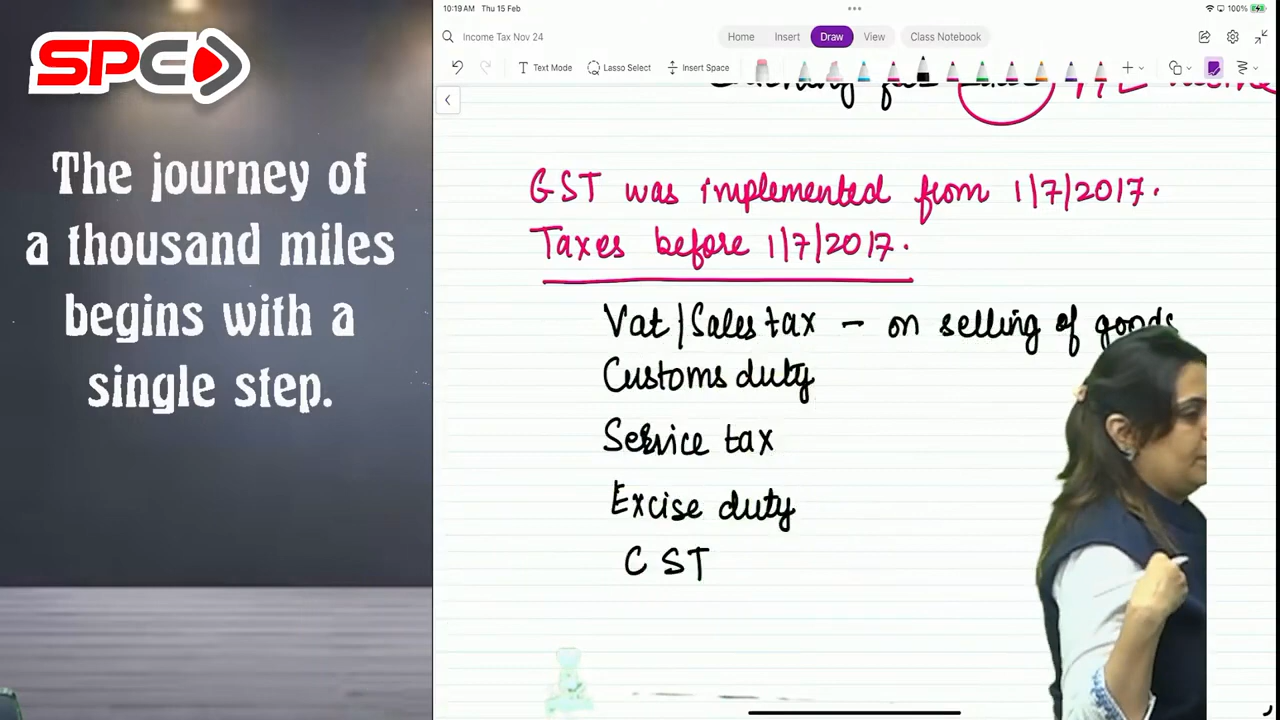 SPC
The journey of
a thousand miles
begins with a
single step.
10:19 AM Thu 15 Feb
100%
Income Tax Nov 24
Home Insert Draw View Class Notebook
Text Mode Lasso Select Insert Space
GST was implemented from 1/7/2017.
Taxes before 1/7/2017.
Vat/Sales tax – on selling of goods
Customs duty
Service tax
Excise duty
CST